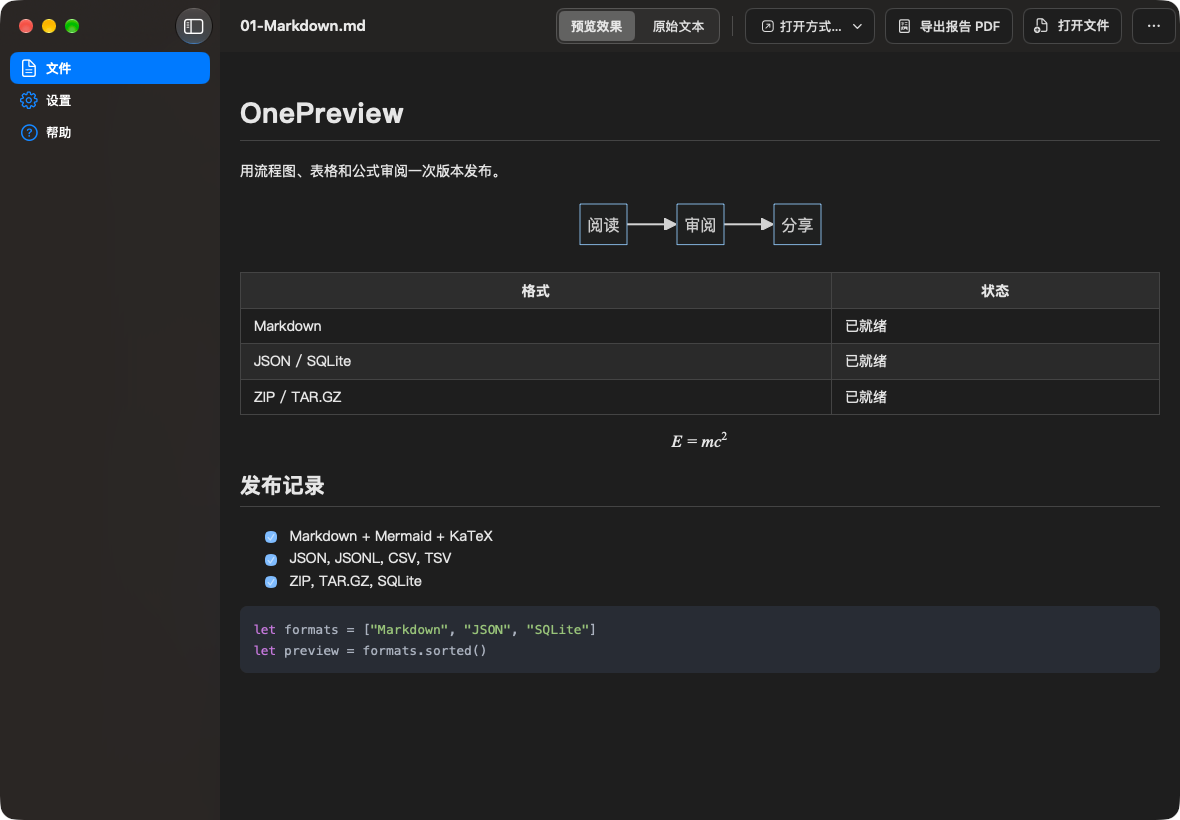 01-Markdown.md
预览效果
原始文本
打开方式...
导出报告 PDF
打开文件
文件
设置
帮助
OnePreview
用流程图、表格和公式审阅一次版本发布。
阅读 审阅 分享
格式 状态
Markdown 已就绪
JSON / SQLite 已就绪
ZIP / TAR.GZ 已就绪
E = mc²
发布记录
Markdown + Mermaid + KaTeX
JSON, JSONL, CSV, TSV
ZIP, TAR.GZ, SQLite
let formats = ["Markdown", "JSON", "SQLite"]
let preview = formats.sorted()